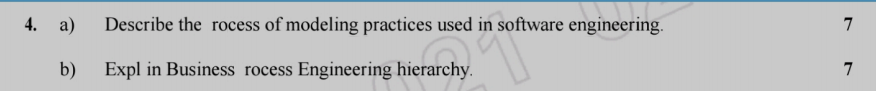 4. a) Describe the rocess of modeling practices used in software engineering. 7
b) Expl in Business rocess Engineering hierarchy. 7